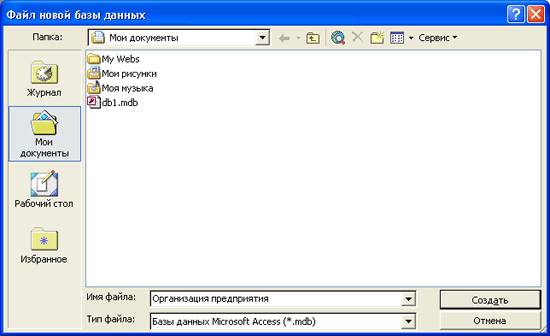 Файл новой базы данных
Папка: Мои документы Сервис
My Webs
Мои рисунки
Моя музыка
db1.mdb
Журнал
Мои
документы
Рабочий стол
Избранное
Имя файла: Организация предприятия Создать
Тип файла: Базы данных Microsoft Access (*.mdb) Отмена